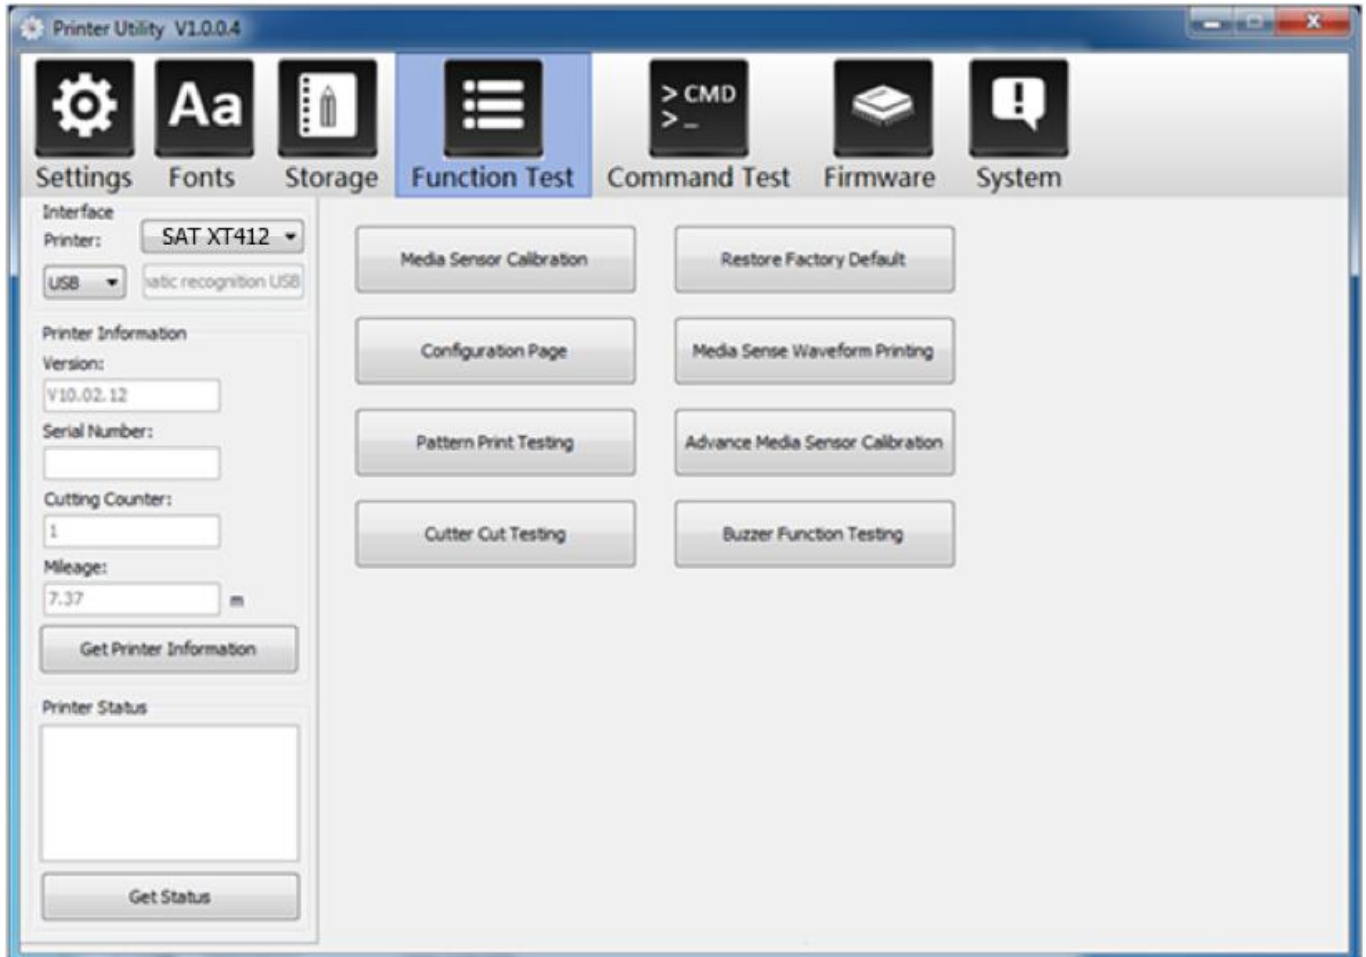 Printer Utility V1.0.0.4
Aa
> CMD
> _
Settings Fonts Storage Function Test Command Test Firmware System
Interface
Printer: SAT XT412
USB atic recognition USB
Printer Information
Version:
V10.02.12
Serial Number:
Cutting Counter:
1
Mileage:
7.37 m
Get Printer Information
Printer Status
Get Status
Media Sensor Calibration Restore Factory Default
Configuration Page Media Sense Waveform Printing
Pattern Print Testing Advance Media Sensor Calibration
Cutter Cut Testing Buzzer Function Testing